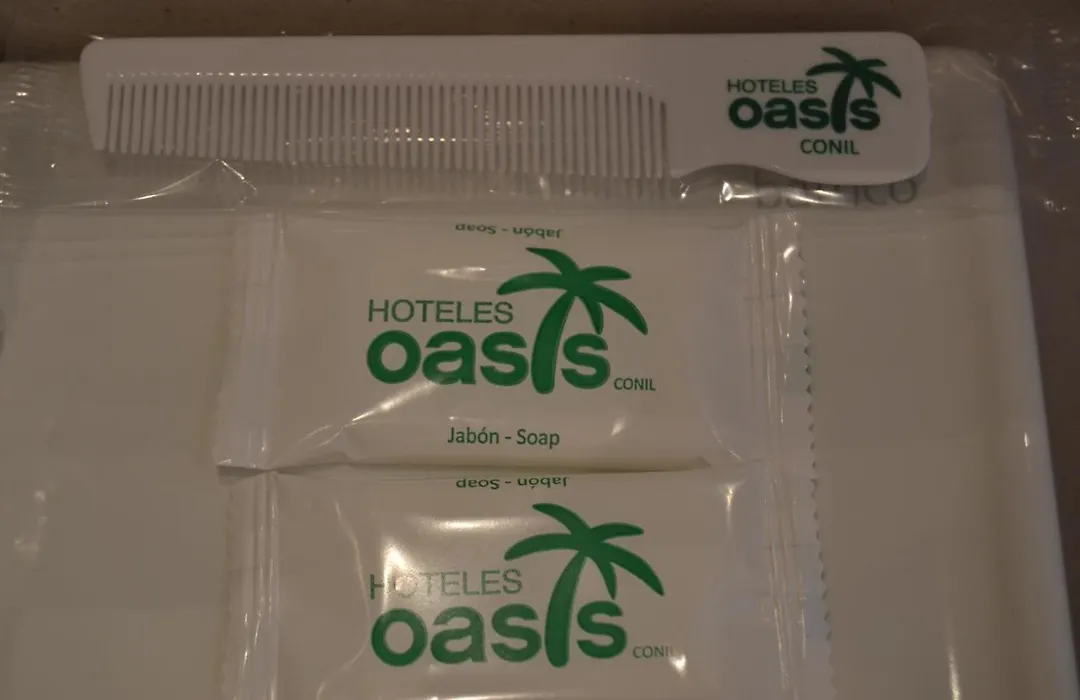 HOTELES
oasis
CONIL
Jabón - Soap
HOTELES
oasis
CONIL
Jabón - Soap
Jabón - Soap
HOTELES
oasis
CONIL